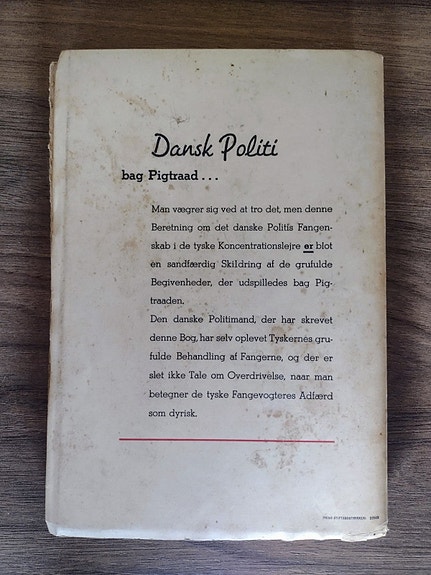 Dansk Politi
bag Pigtraad . . .
Man vægrer sig ved at tro det, men denne
Beretning om det danske Politis Fangen-
skab i de tyske Koncentrationslejre er blot
en sandfærdig Skildring af de grufulde
Begivenheder, der udspilledes bag Pig-
traaden.
Den danske Politimand, der har skrevet
denne Bog, har selv oplevet Tyskernes gru-
fulde Behandling af Fangerne, og der er
slet ikke Tale om Overdrivelse, naar man
betegner de tyske Fangevogteres Adfærd
som dyrisk.